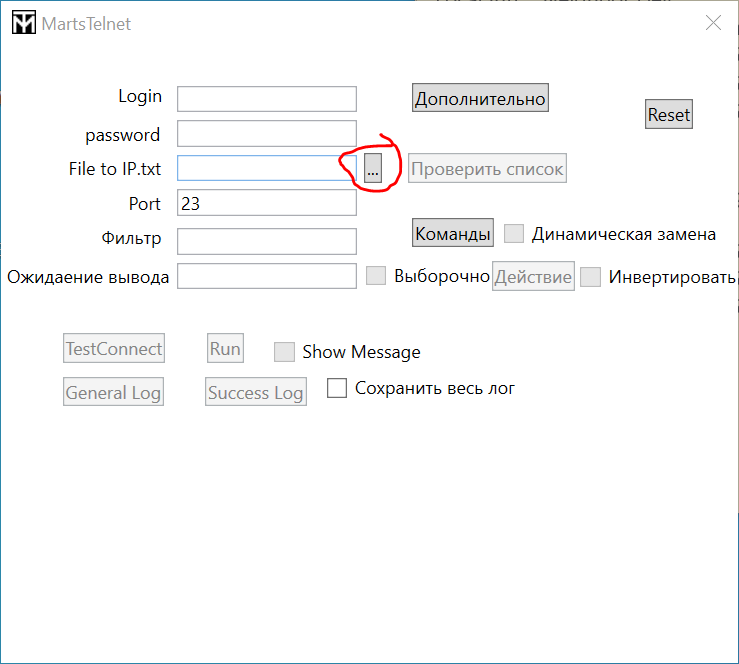 MartsTelnet
Login
Дополнительно
Reset
password
File to IP.txt
...
Проверить список
Port
23
Фильтр
Команды
Динамическая замена
Ожидаение вывода
Выборочно
Действие
Инвертировать
TestConnect
Run
Show Message
General Log
Success Log
Сохранить весь лог